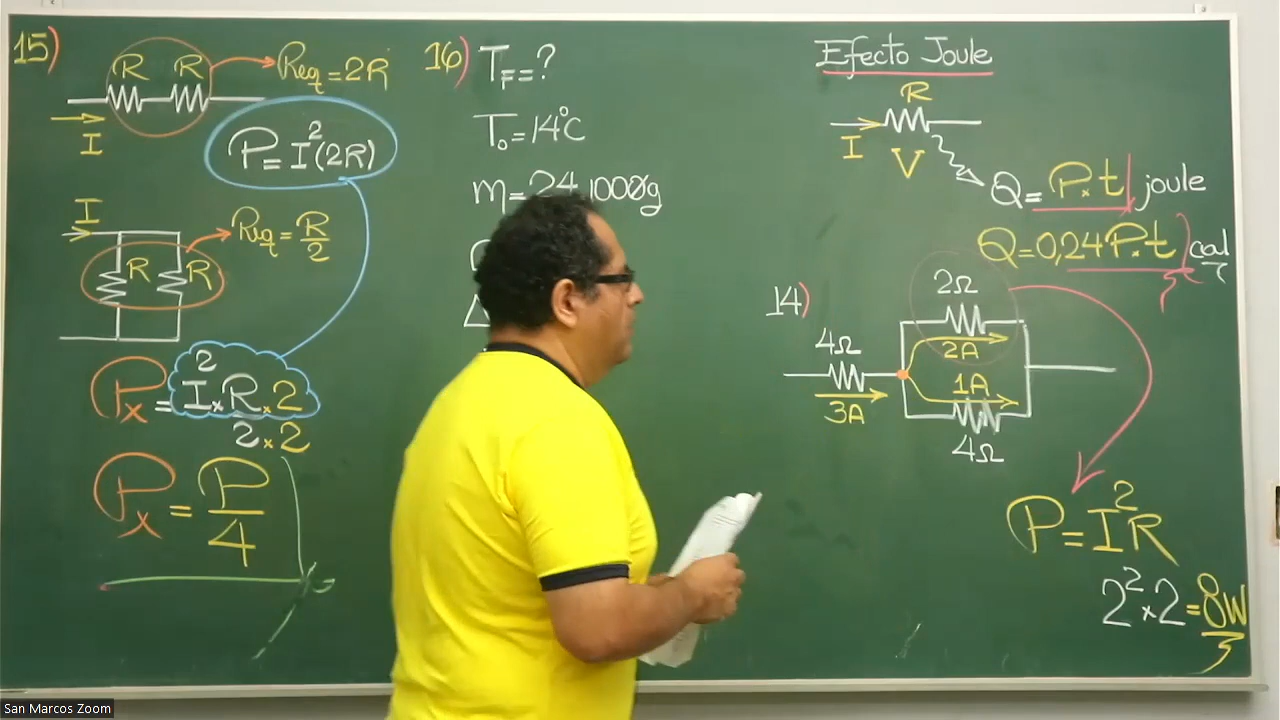 15)
R R
Req = 2R
I
P = I²(2R)
I
Req = R/2
R R
Px = I² x R x 2
2 x 2
Px = P/4
16) TF = ?
T₀ = 14°C
m = 24 1000g
Efecto Joule
R
I
V
Q = P.t joule
Q = 0,24 P.t cal
14)
2Ω
4Ω
2A
1A
3A
4Ω
P = I²R
2² x 2 = 8W
San Marcos Zoom